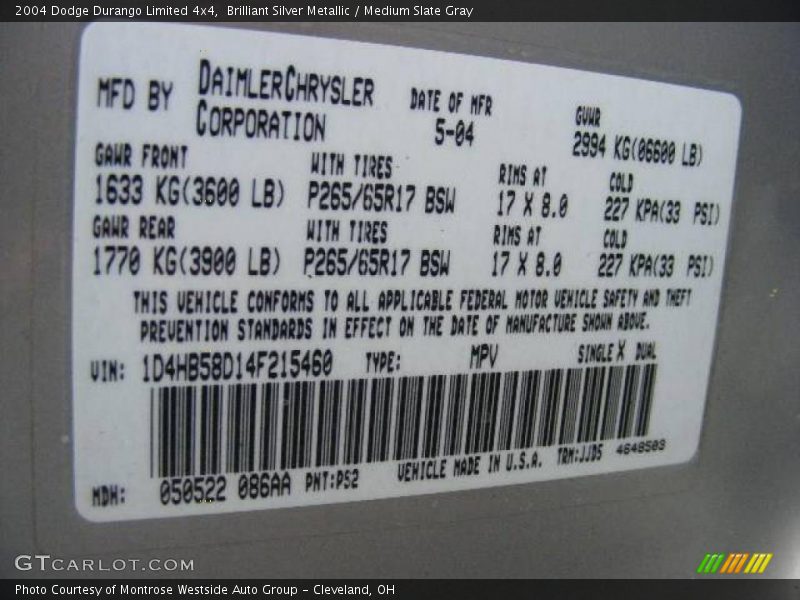 2004 Dodge Durango Limited 4x4,  Brilliant Silver Metallic / Medium Slate Gray
MFD BY DAIMLERCHRYSLER CORPORATION
DATE OF MFR 5-04
GVWR 2994 KG(06600 LB)
GAWR FRONT WITH TIRES RIMS AT COLD
1633 KG(3600 LB) P265/65R17 BSW 17 X 8.0 227 KPA(33 PSI)
GAWR REAR WITH TIRES RIMS AT COLD
1770 KG(3900 LB) P265/65R17 BSW 17 X 8.0 227 KPA(33 PSI)
THIS VEHICLE CONFORMS TO ALL APPLICABLE FEDERAL MOTOR VEHICLE SAFETY AND THEFT
PREVENTION STANDARDS IN EFFECT ON THE DATE OF MANUFACTURE SHOWN ABOVE.
VIN: 1D4HB58D14F215460 TYPE: MPV SINGLE X DUAL
MDH: 050522 086AA PNT:PS2 VEHICLE MADE IN U.S.A. TRM:JJD5 4648503
GTCARLOT.COM
Photo Courtesy of Montrose Westside Auto Group – Cleveland, OH